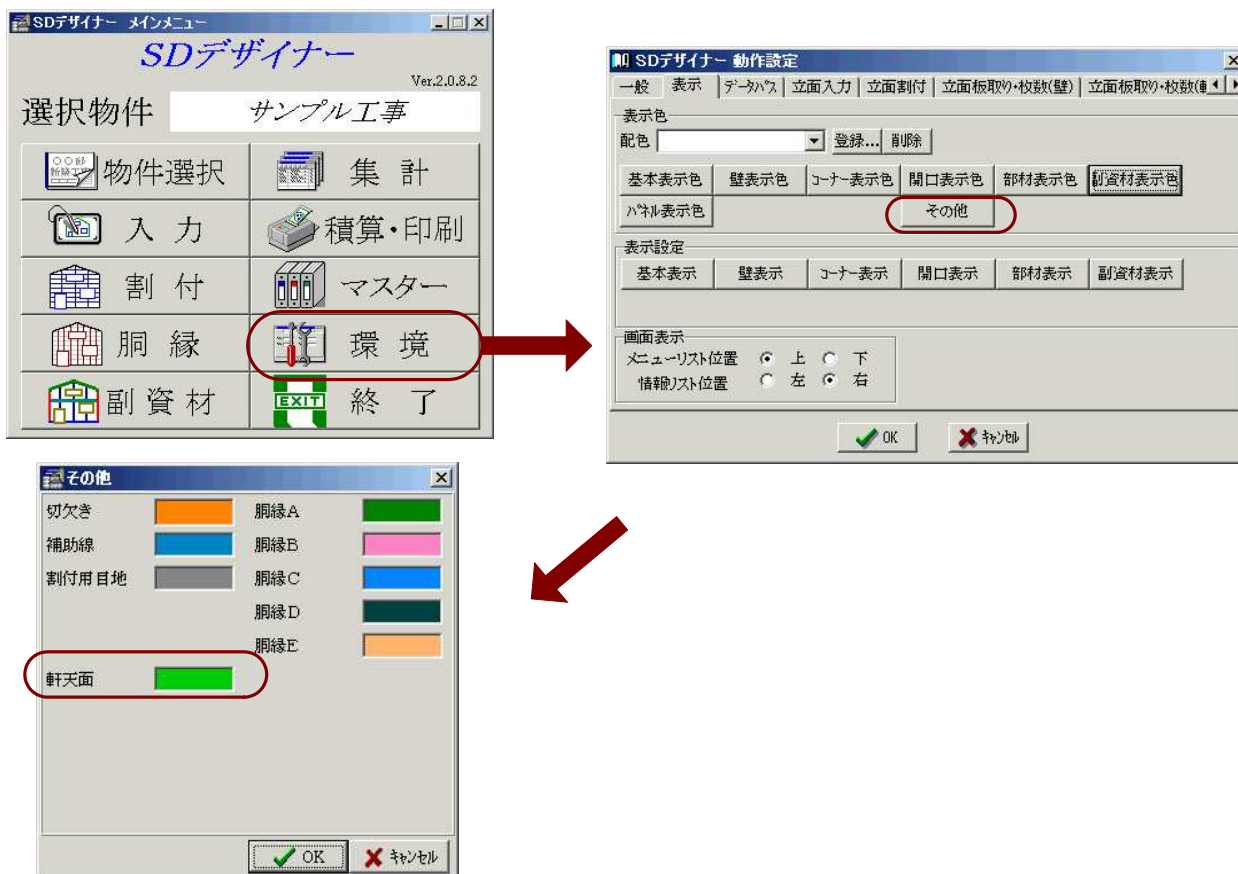 SDデザイナー メインメニュー
SDデザイナー
Ver.2.0.8.2
選択物件 サンプル工事
物件選択 集計
入力 積算・印刷
割付 マスター
胴縁 環境
副資材 EXIT 終了
SDデザイナー 動作設定
一般 表示 データパス 立面入力 立面割付 立面板取り・枚数(壁) 立面板取り・枚数(
表示色
配色 登録... 削除
基本表示色 壁表示色 コーナー表示色 開口表示色 部材表示色 副資材表示色
パネル表示色 その他
表示設定
基本表示 壁表示 コーナー表示 開口表示 部材表示 副資材表示
画面表示
メニューリスト位置 上 下
情報リスト位置 左 右
OK キャンセル
その他
切欠き 胴縁A
補助線 胴縁B
割付用目地 胴縁C
胴縁D
胴縁E
軒天面
OK キャンセル